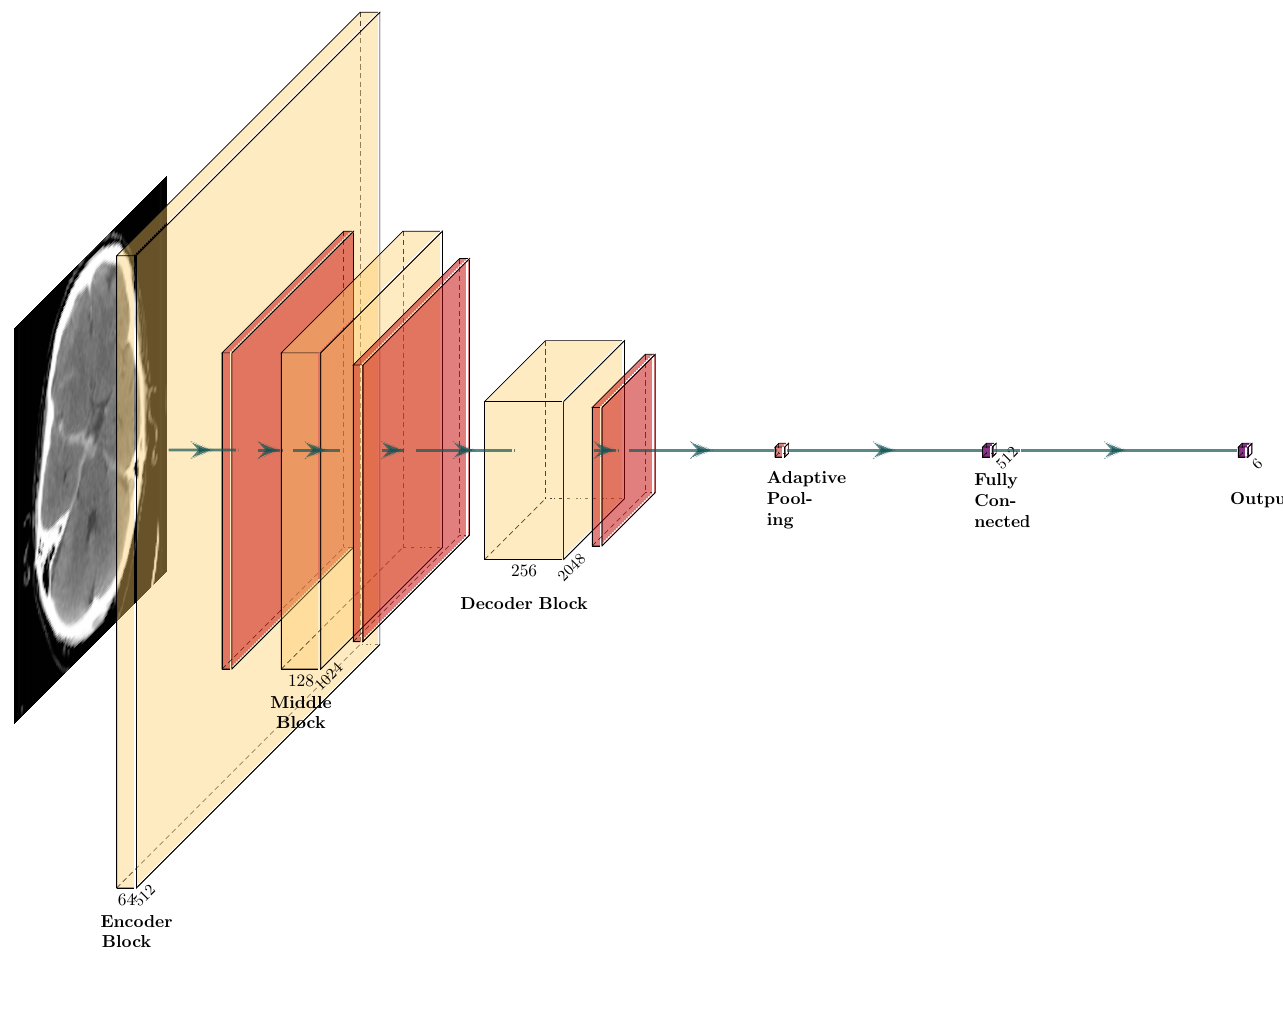 64
512
Encoder
Block
128
1024
Middle
Block
256
2048
Decoder Block
Adaptive
Pool-
ing
512
Fully
Con-
nected
6
Outpu